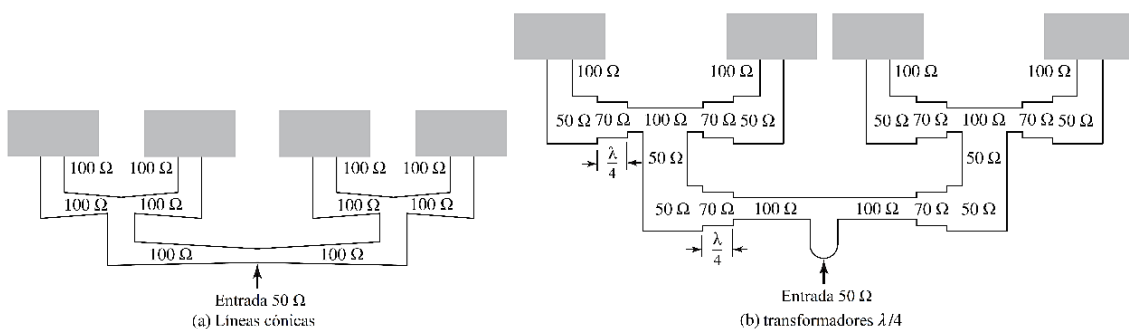 100 Ω 100 Ω 100 Ω 100 Ω
100 Ω 100 Ω 100 Ω 100 Ω
100 Ω 100 Ω
Entrada 50 Ω
(a) Líneas cónicas
100 Ω 100 Ω 100 Ω 100 Ω
50 Ω 70 Ω 100 Ω 70 Ω 50 Ω 50 Ω 70 Ω 100 Ω 70 Ω 50 Ω
λ/4 50 Ω 50 Ω
50 Ω 70 Ω 100 Ω 100 Ω 70 Ω 50 Ω
λ/4
Entrada 50 Ω
(b) transformadores λ/4